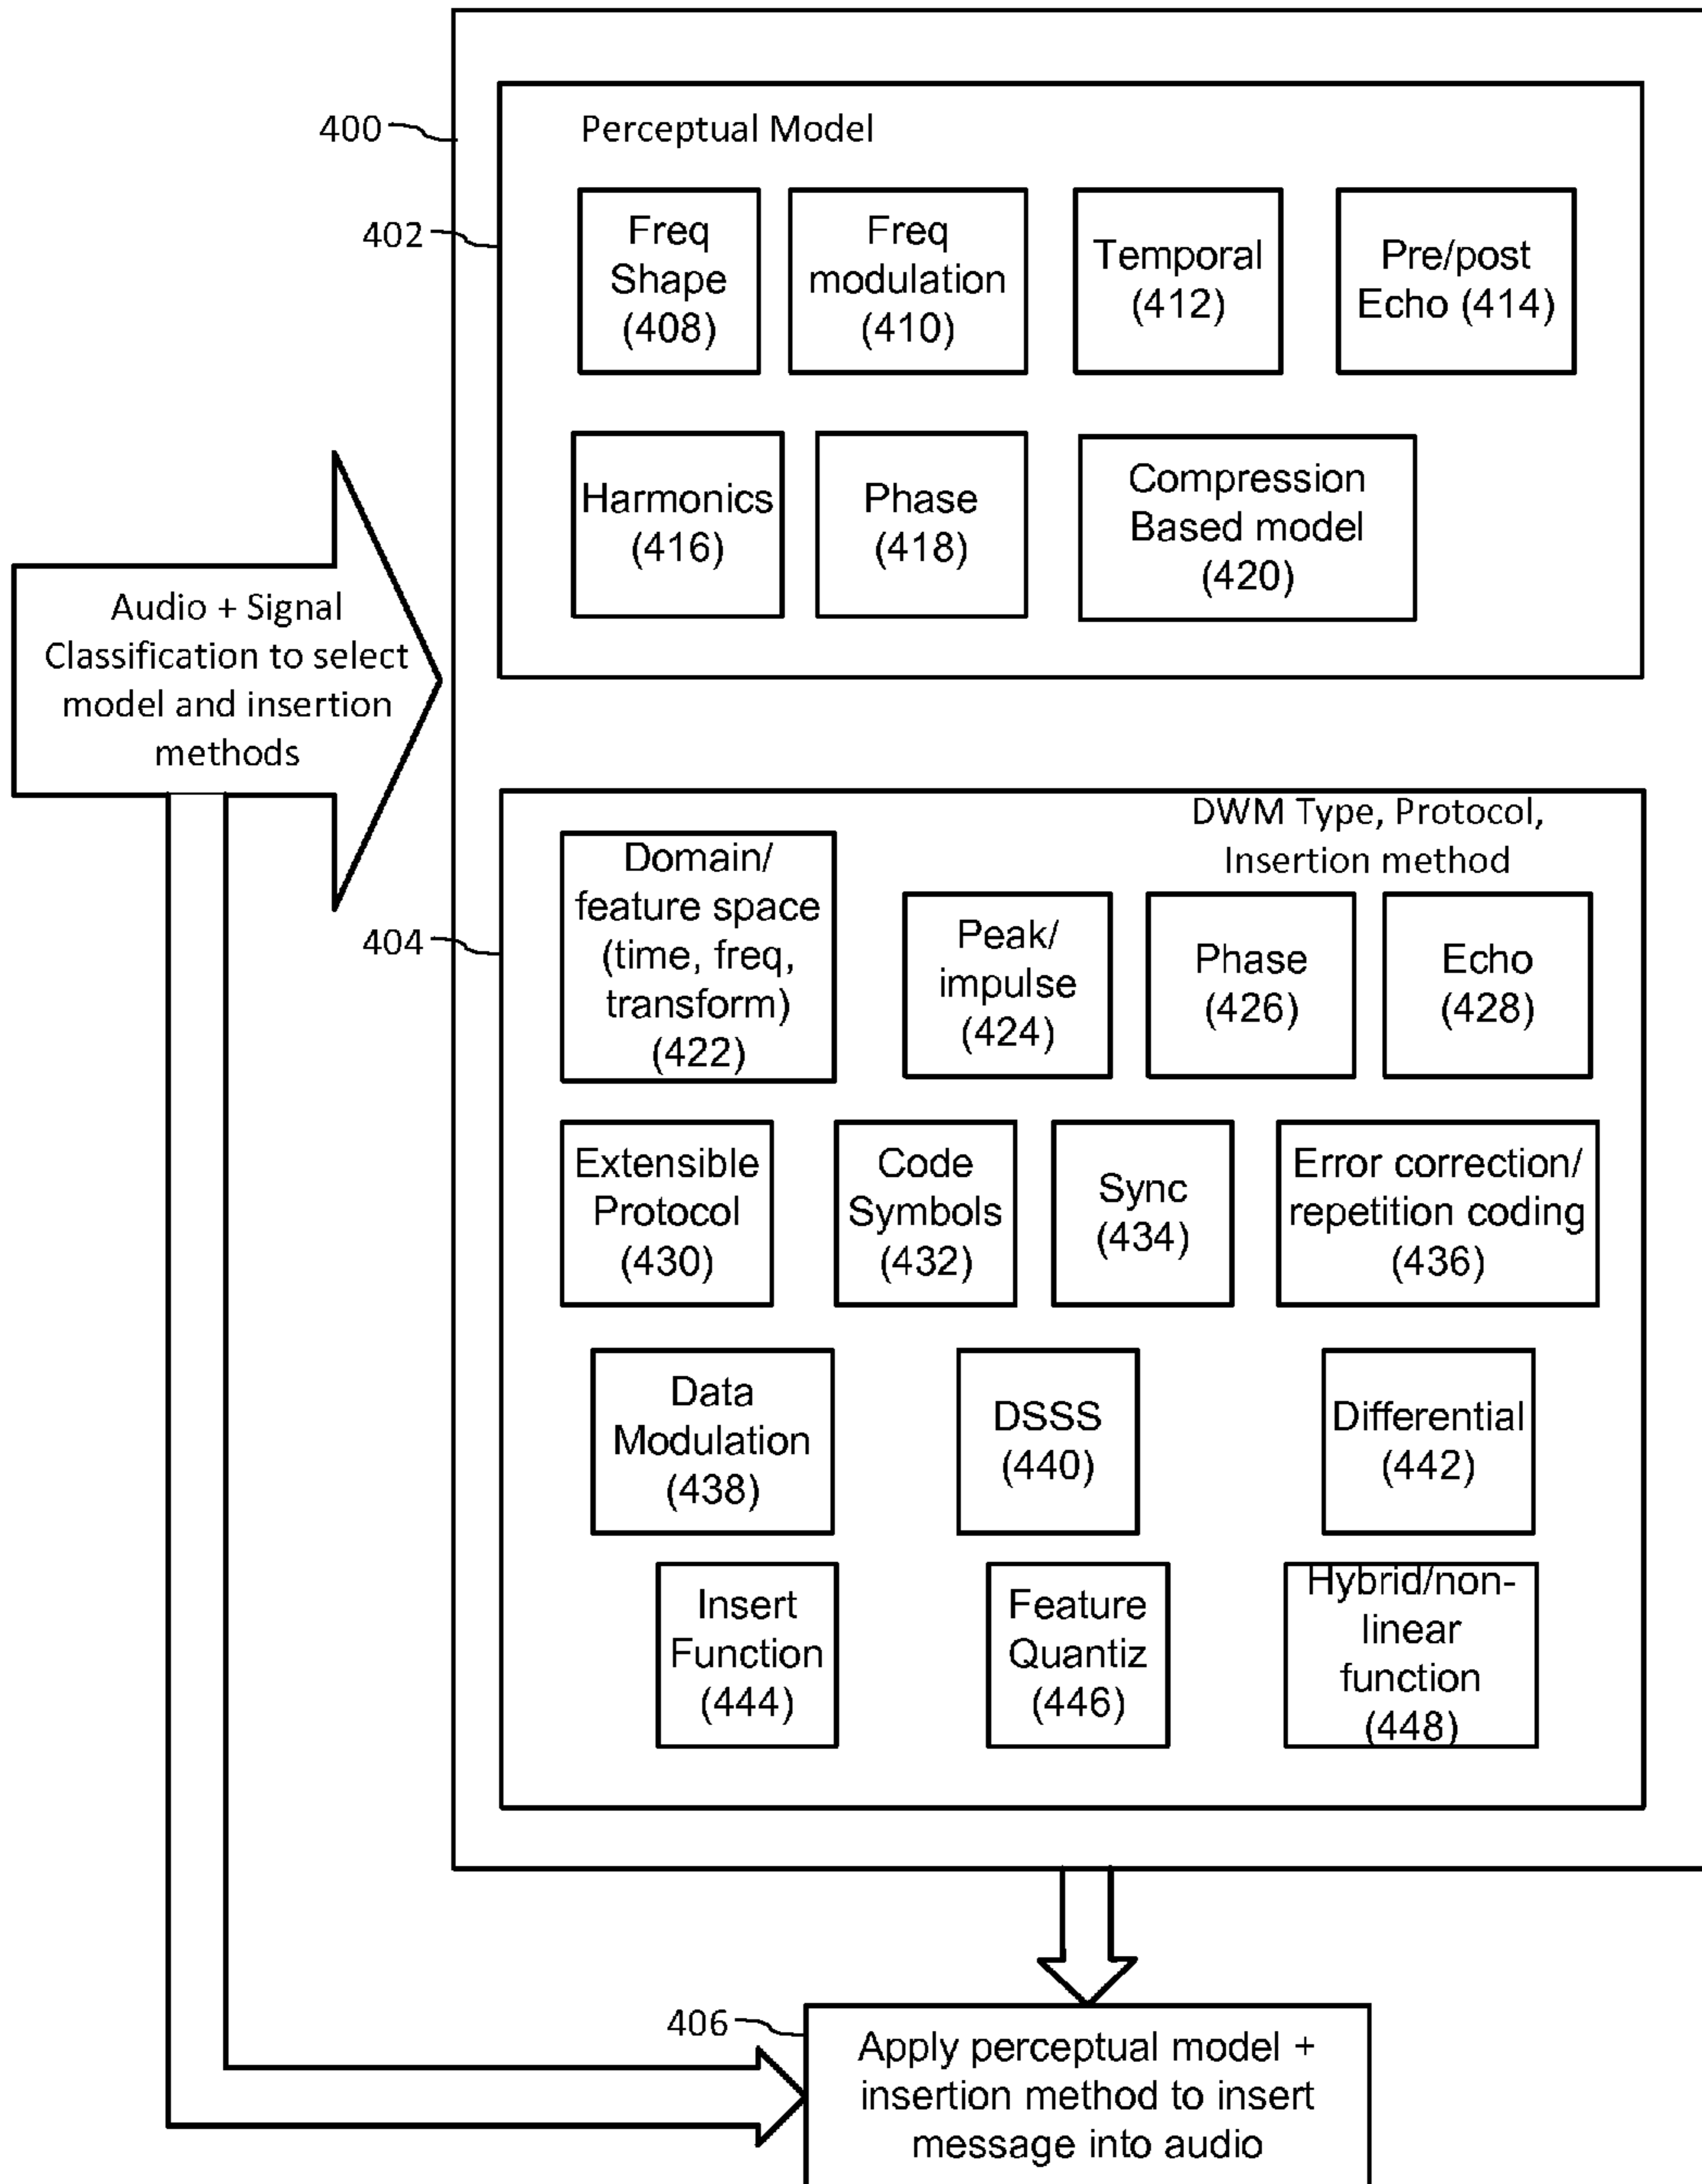 400
Perceptual Model
402
Freq
Shape
(408)
Freq
modulation
(410)
Temporal
(412)
Pre/post
Echo (414)
Harmonics
(416)
Phase
(418)
Compression
Based model
(420)
Audio + Signal
Classification to select
model and insertion
methods
DWM Type, Protocol,
Insertion method
404
Domain/
feature space
(time, freq,
transform)
(422)
Peak/
impulse
(424)
Phase
(426)
Echo
(428)
Extensible
Protocol
(430)
Code
Symbols
(432)
Sync
(434)
Error correction/
repetition coding
(436)
Data
Modulation
(438)
DSSS
(440)
Differential
(442)
Insert
Function
(444)
Feature
Quantiz
(446)
Hybrid/non-
linear
function
(448)
406
Apply perceptual model +
insertion method to insert
message into audio